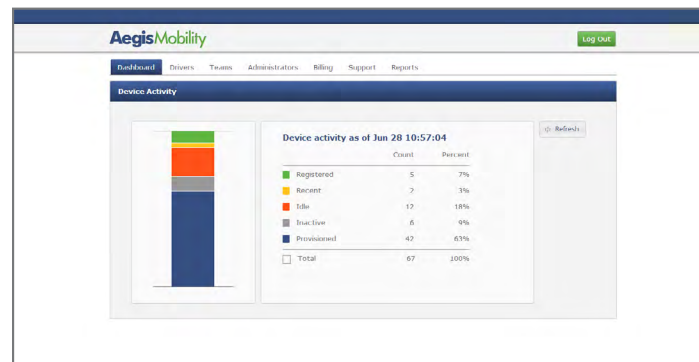 AegisMobility
Log Out
Dashboard Drivers Teams Administrators Billing Support Reports
Device Activity
Refresh
Device activity as of Jun 28 10:57:04
Count Percent
Registered 5 7%
Recent 2 3%
Idle 12 18%
Inactive 6 9%
Provisioned 42 63%
Total 67 100%